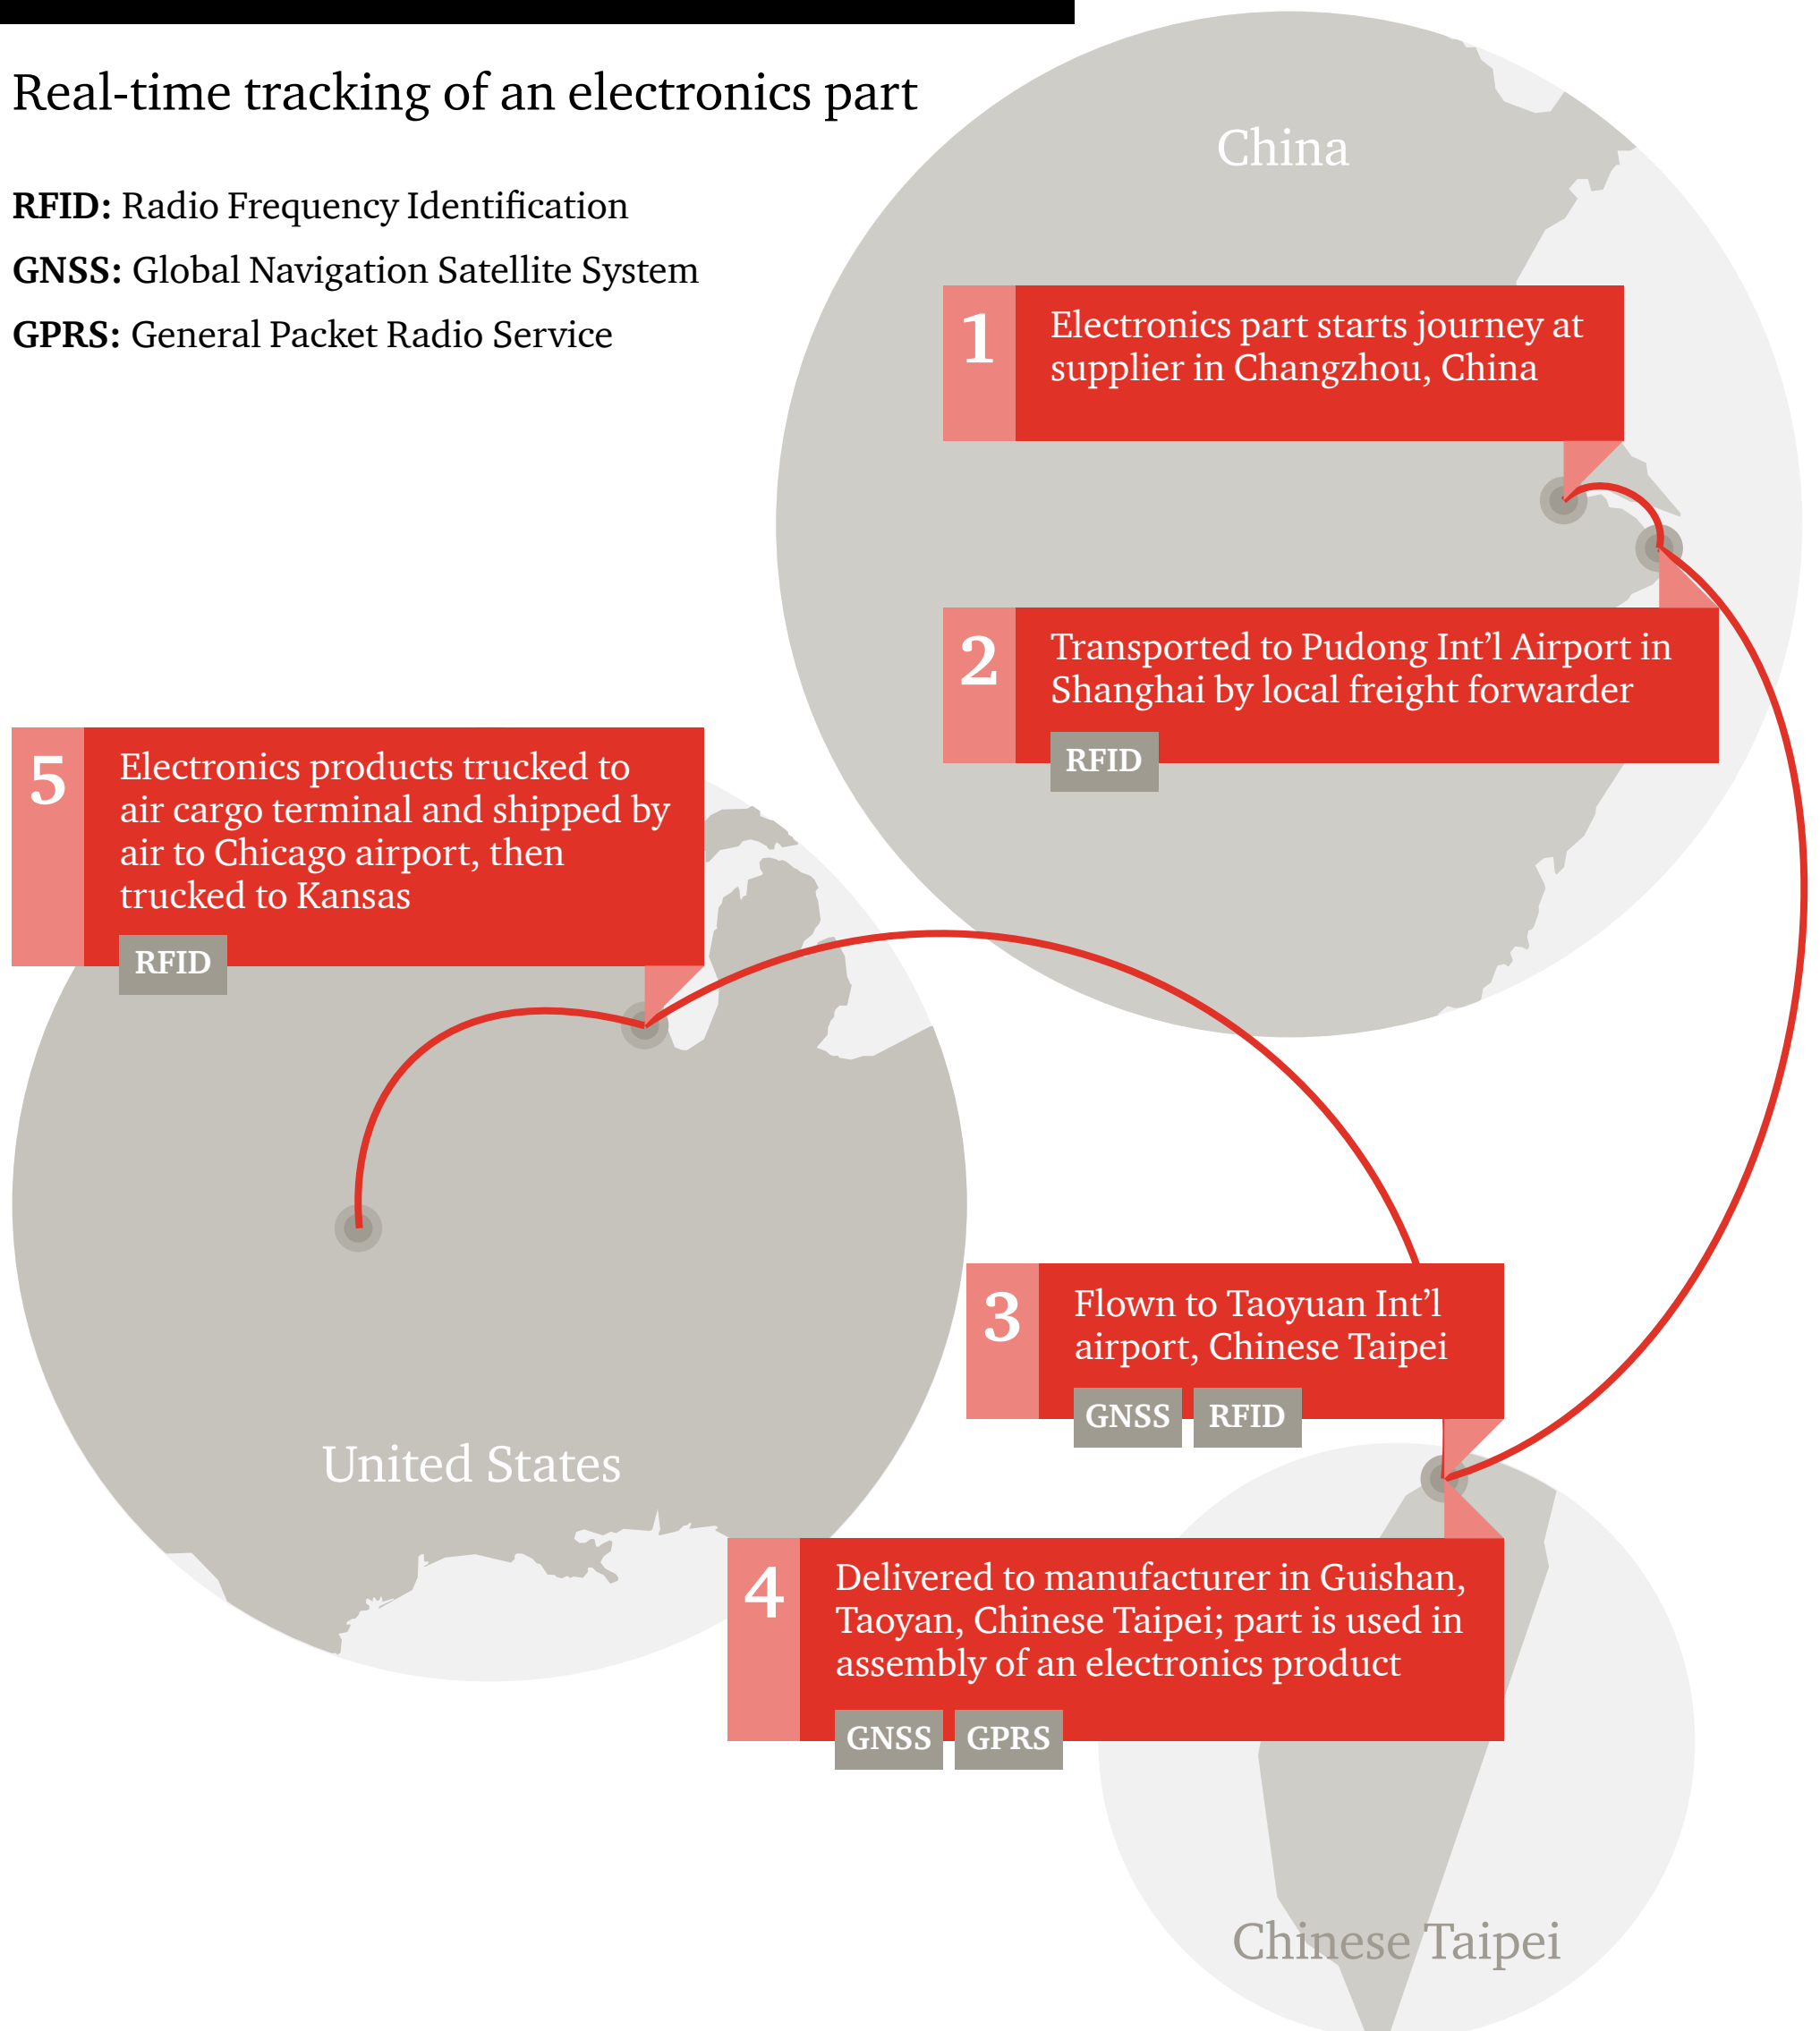 Real-time tracking of an electronics part
RFID: Radio Frequency Identification
GNSS: Global Navigation Satellite System
GPRS: General Packet Radio Service
China
1
Electronics part starts journey at
supplier in Changzhou, China
2
Transported to Pudong Int’l Airport in
Shanghai by local freight forwarder
RFID
5
Electronics products trucked to
air cargo terminal and shipped by
air to Chicago airport, then
trucked to Kansas
RFID
United States
3
Flown to Taoyuan Int’l
airport, Chinese Taipei
GNSS RFID
4
Delivered to manufacturer in Guishan,
Taoyan, Chinese Taipei; part is used in
assembly of an electronics product
GNSS GPRS
Chinese Taipei